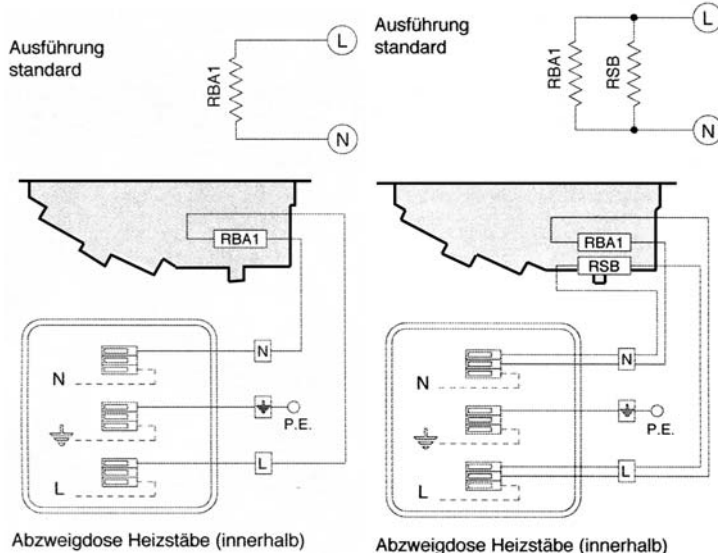 Ausführung
standard
L
RBA1
N
RBA1
N
N
P.E.
L
L
Abzweigdose Heizstäbe (innerhalb)
Ausführung
standard
L
RBA1
RSB
N
RBA1
RSB
N
N
P.E.
L
L
Abzweigdose Heizstäbe (innerhalb)